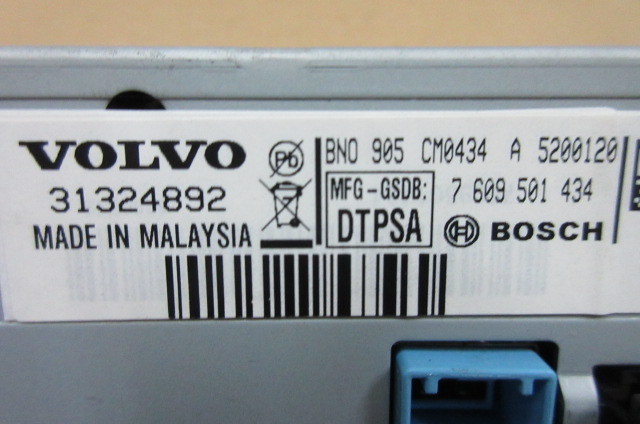 VOLVO
31324892
MADE IN MALAYSIA
Pb
BNO 905 CM0434 A 5200120
MFG-GSDB:
DTPSA
7 609 501 434
BOSCH